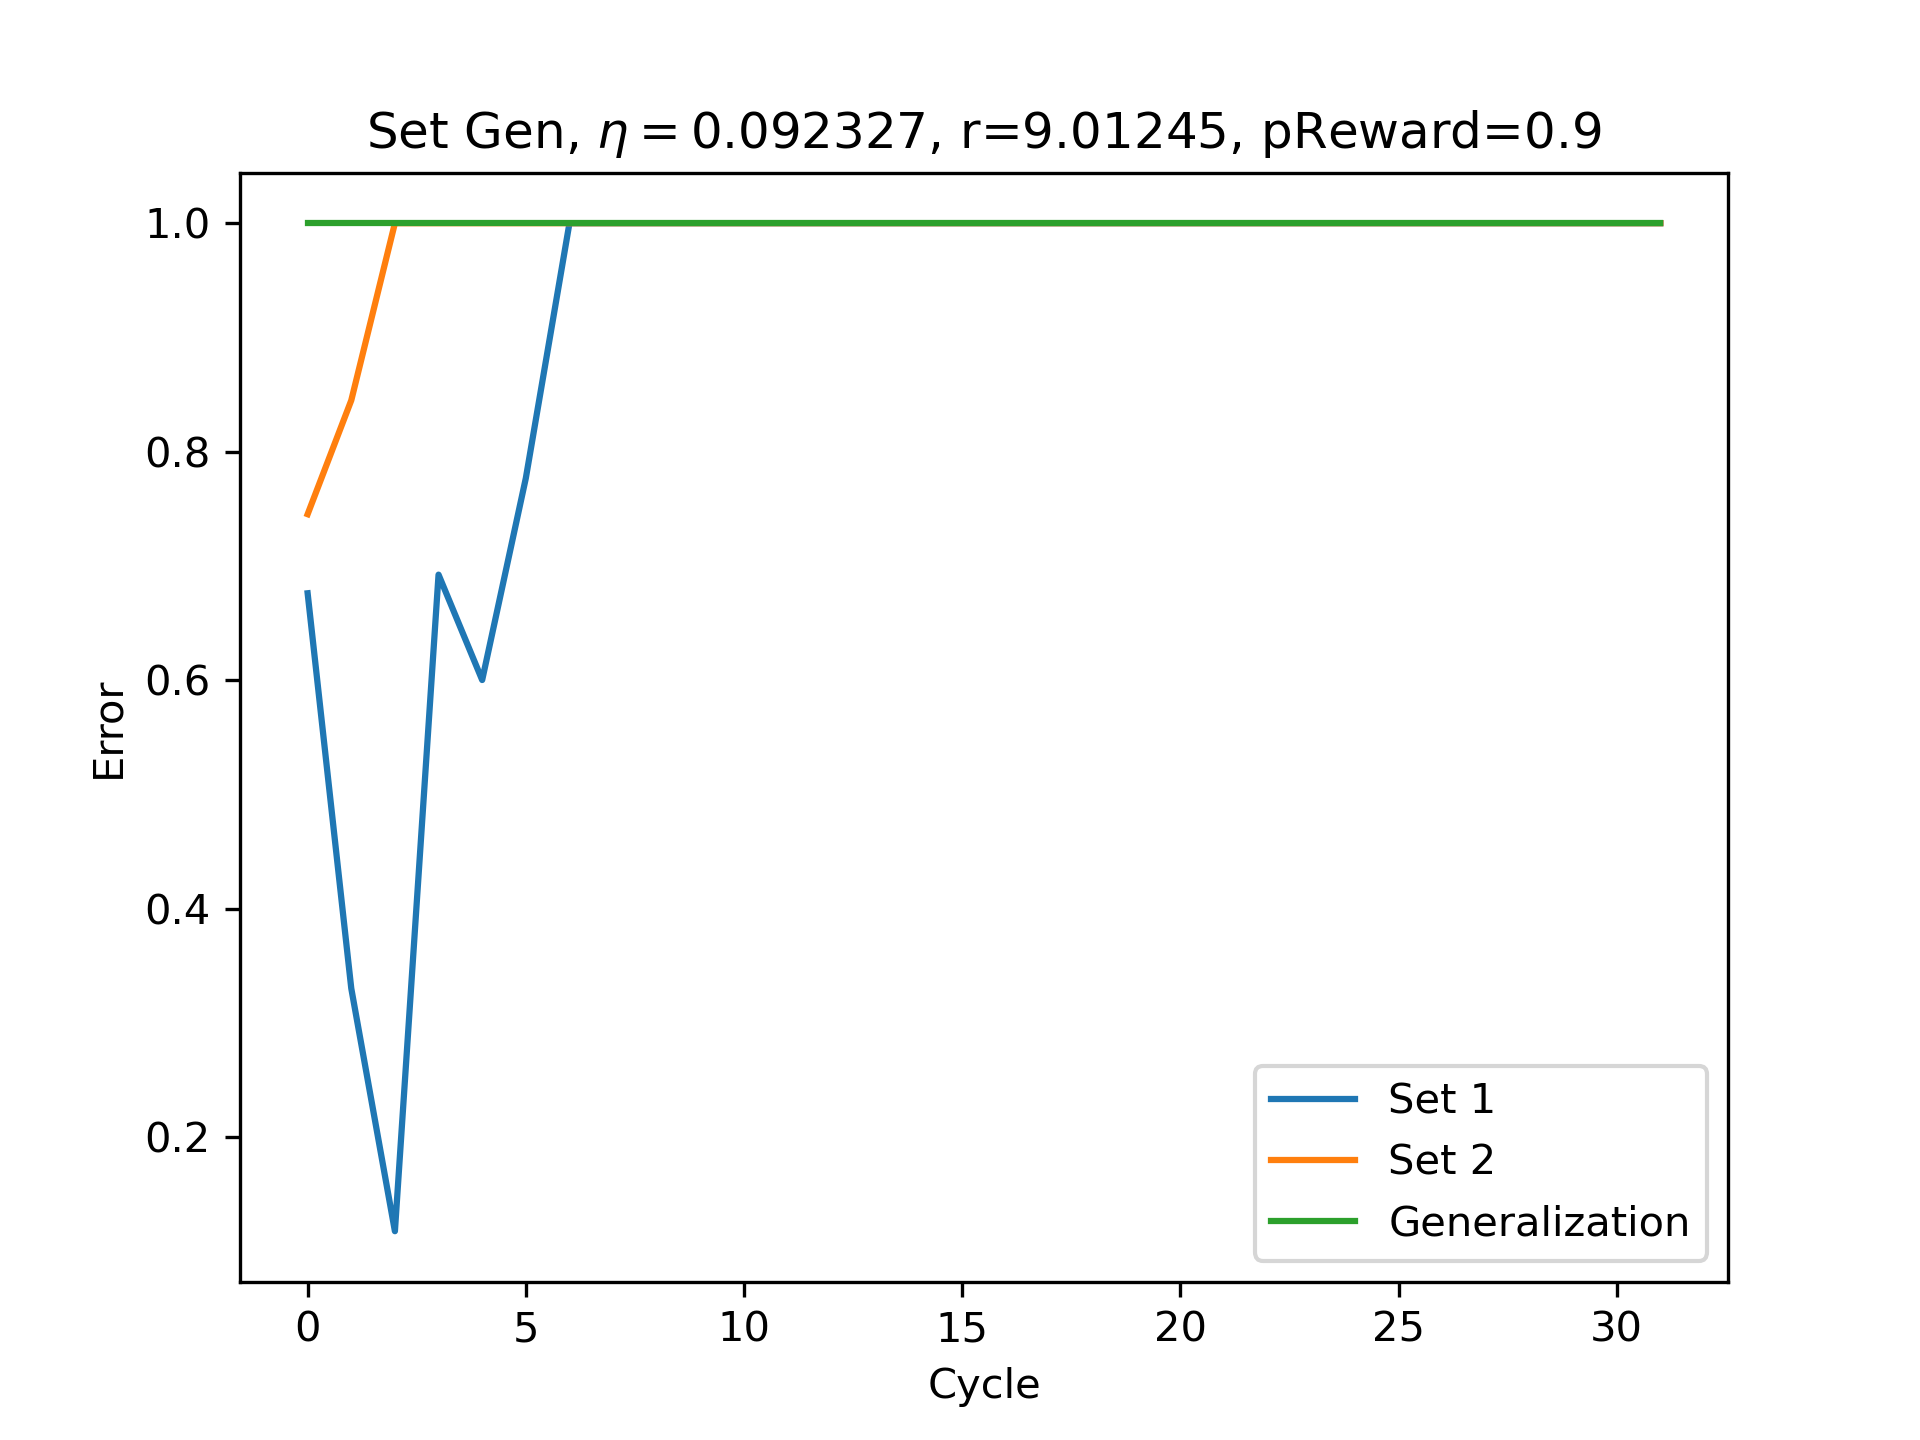 Set Gen, η = 0.092327, r=9.01245, pReward=0.9
Error
1.0
0.8
0.6
0.4
0.2
0 5 10 15 20 25 30
Cycle
Set 1
Set 2
Generalization